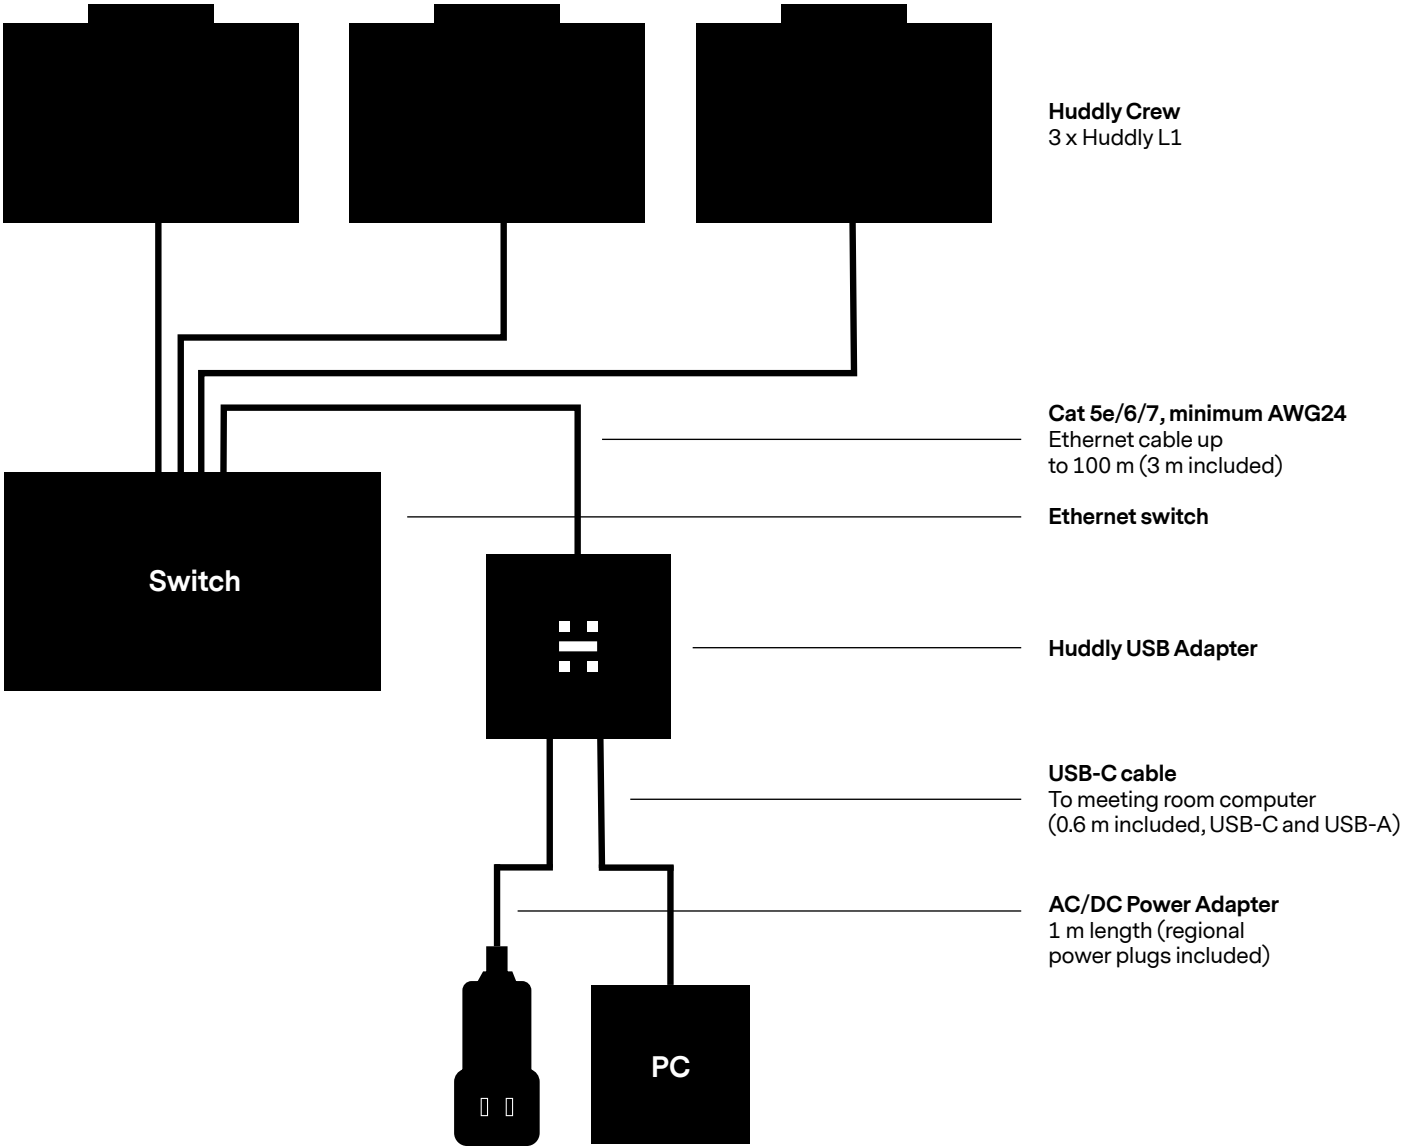 Huddly Crew
3 x Huddly L1
Cat 5e/6/7, minimum AWG24
Ethernet cable up
to 100 m (3 m included)
Ethernet switch
Switch
Huddly USB Adapter
USB-C cable
To meeting room computer
(0.6 m included, USB-C and USB-A)
AC/DC Power Adapter
1 m length (regional
power plugs included)
PC